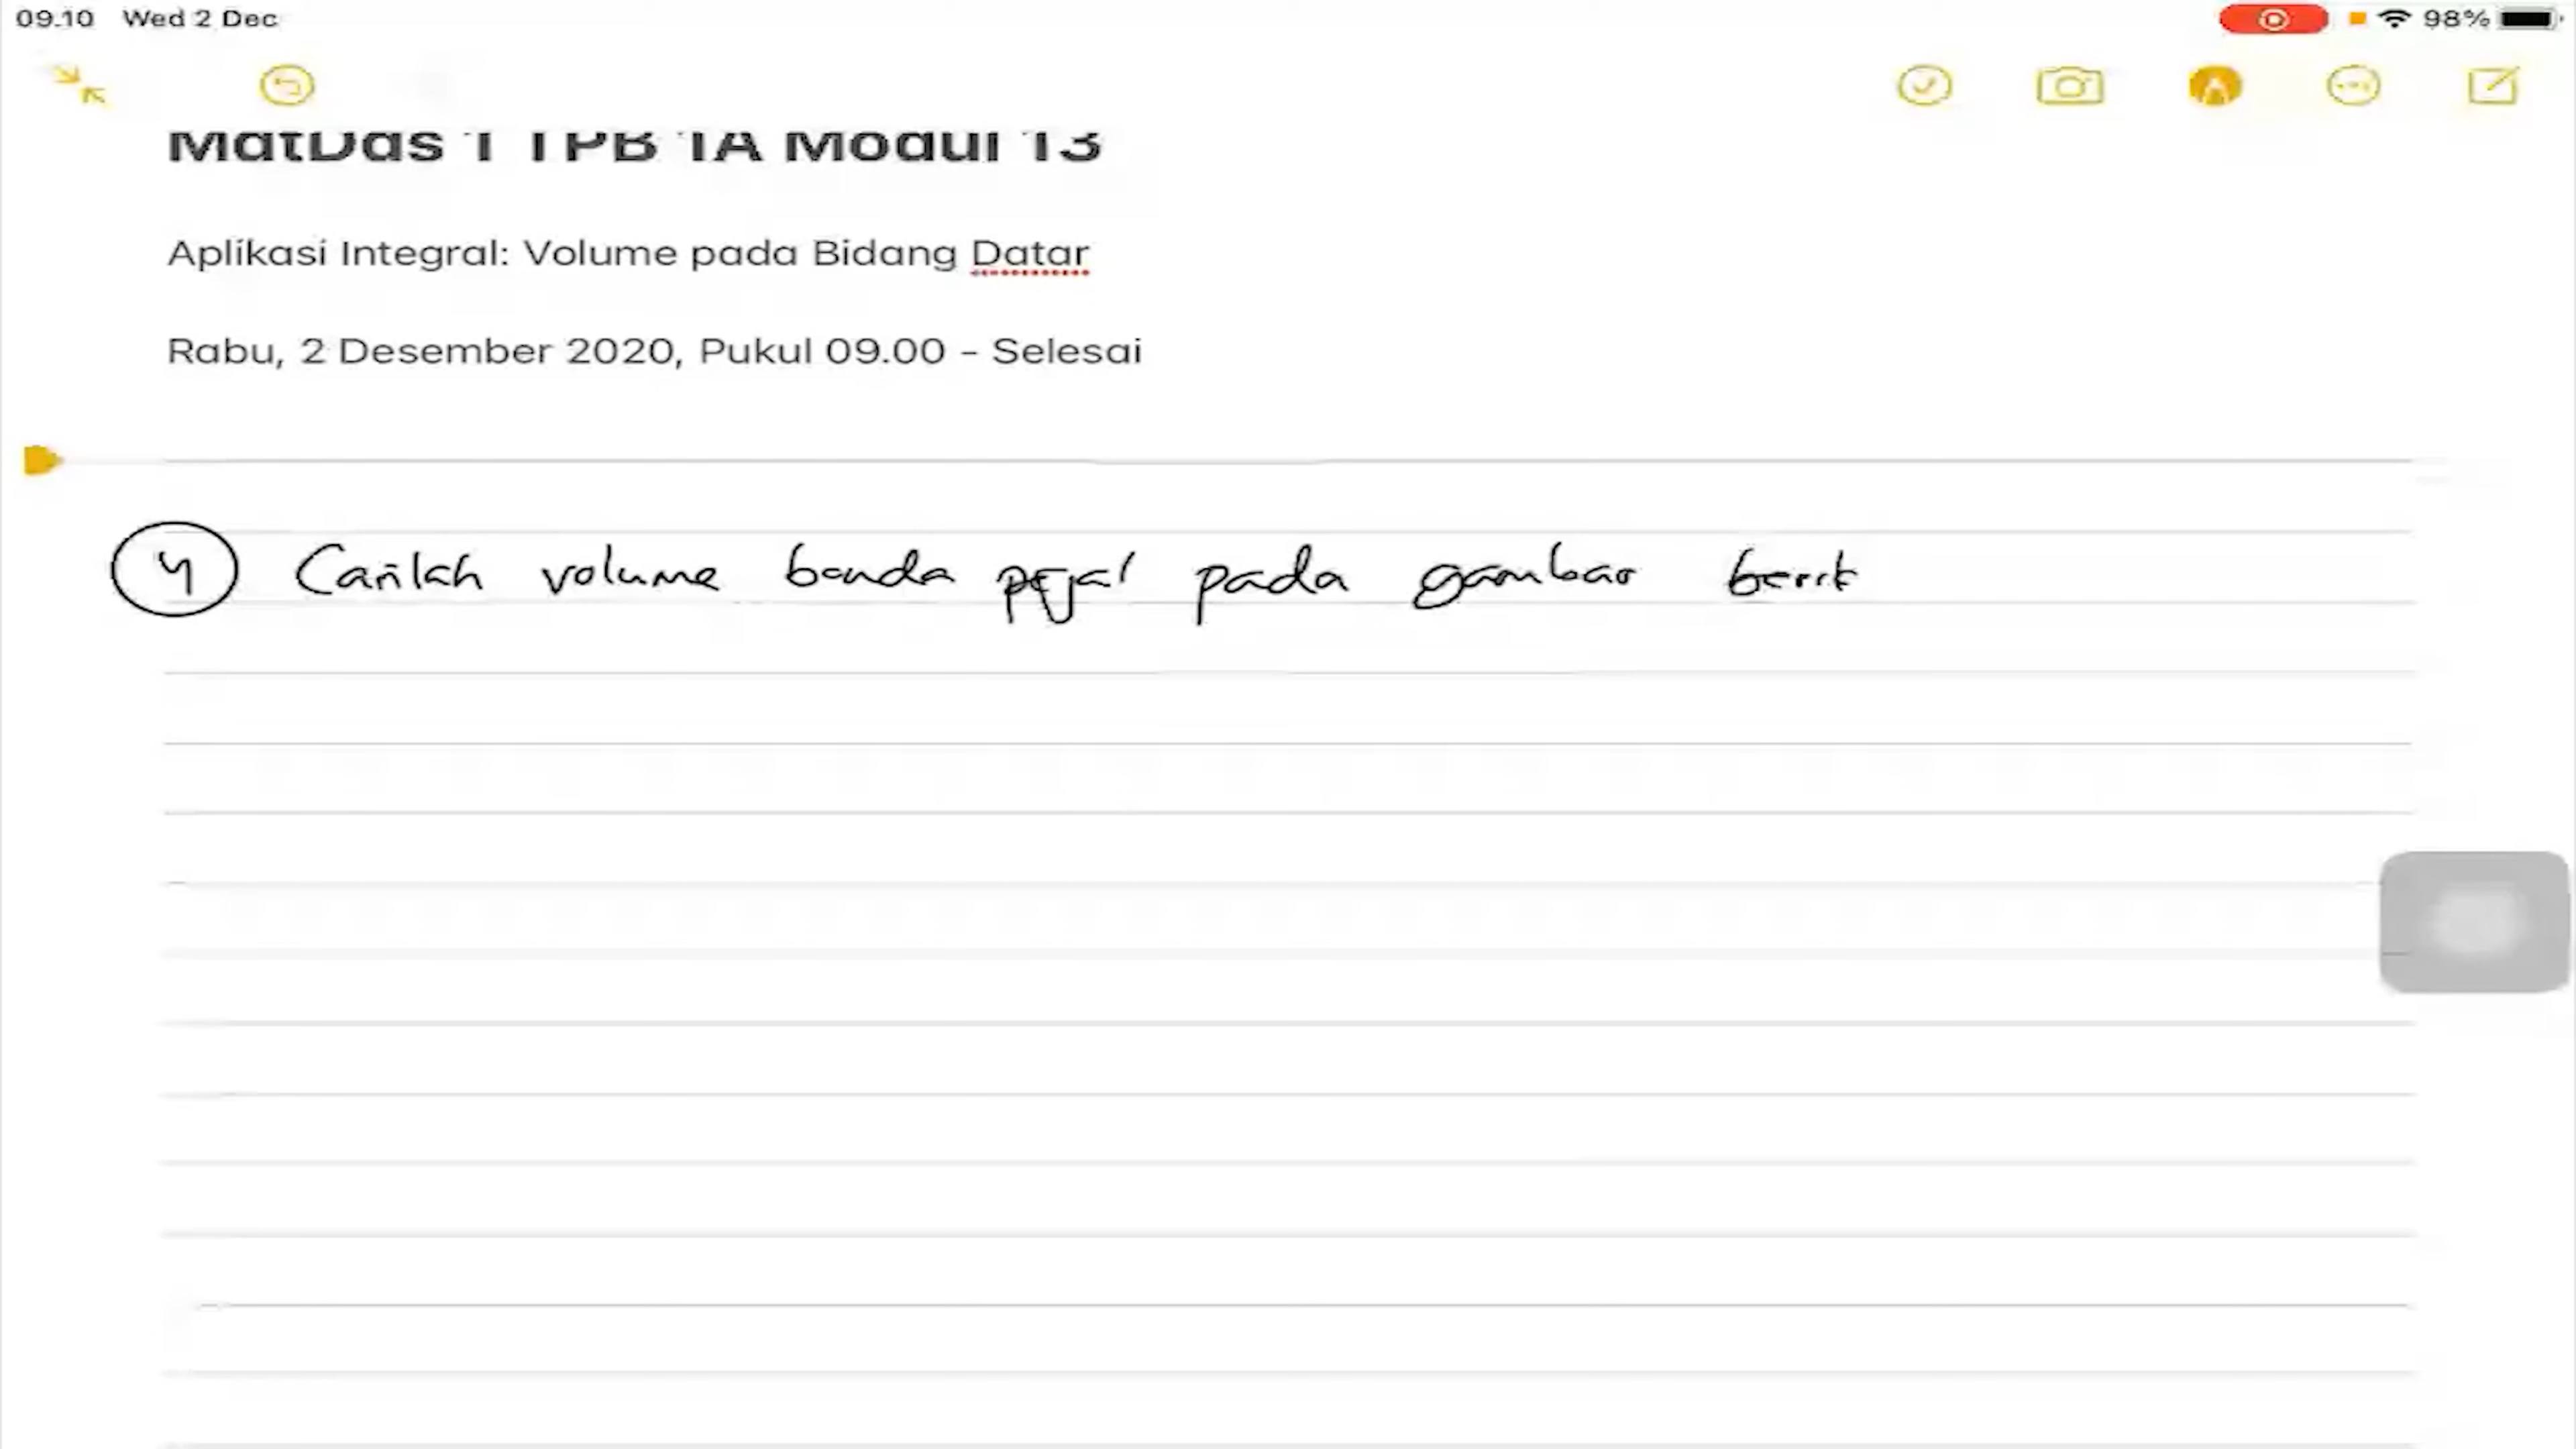 09.10 Wed 2 Dec 98%
MatDas 1 TPB 1A Modul 13
Aplikasi Integral: Volume pada Bidang Datar
Rabu, 2 Desember 2020, Pukul 09.00 - Selesai
4 Carilah volume benda pejal pada gambar berik